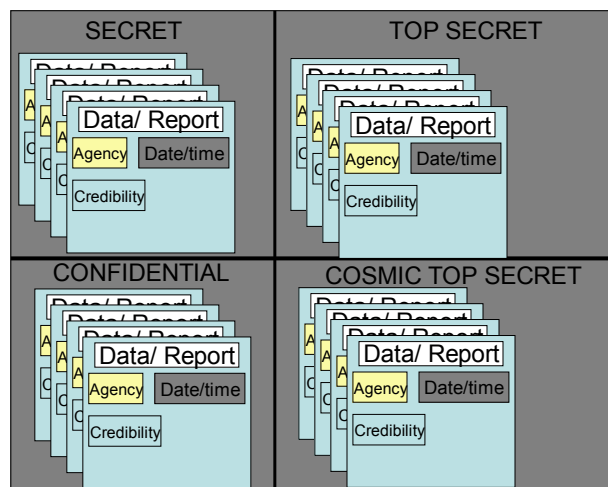 SECRET
Data/ Report
Agency
Date/time
Credibility
TOP SECRET
Data/ Report
Agency
Date/time
Credibility
CONFIDENTIAL
Data/ Report
Agency
Date/time
Credibility
COSMIC TOP SECRET
Data/ Report
Agency
Date/time
Credibility